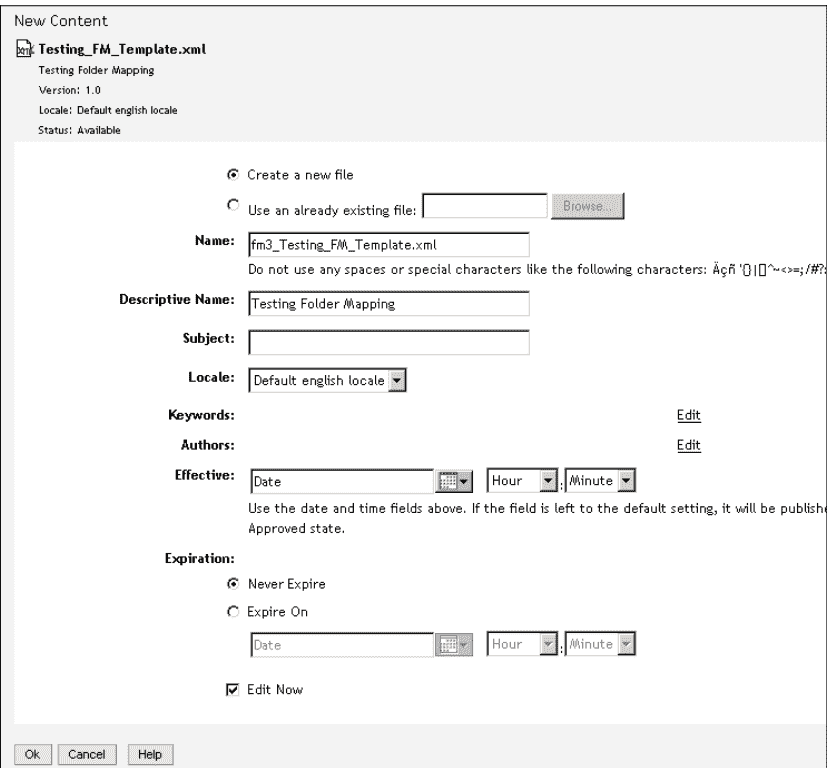 New Content
Testing_FM_Template.xml
Testing Folder Mapping
Version: 1.0
Locale: Default english locale
Status: Available
Create a new file
Use an already existing file: Browse...
Name: fm3_Testing_FM_Template.xml
Do not use any spaces or special characters like the following characters: Äçñ '{}|[]^~<>=;/#?
Descriptive Name: Testing Folder Mapping
Subject:
Locale: Default english locale
Keywords: Edit
Authors: Edit
Effective: Date Hour : Minute
Use the date and time fields above. If the field is left to the default setting, it will be publishe
Approved state.
Expiration:
Never Expire
Expire On
Date Hour : Minute
Edit Now
Ok Cancel Help